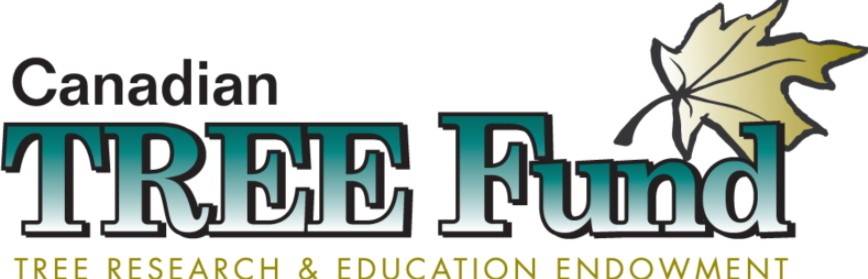 Canadian
TREE Fund
TREE RESEARCH & EDUCATION ENDOWMENT